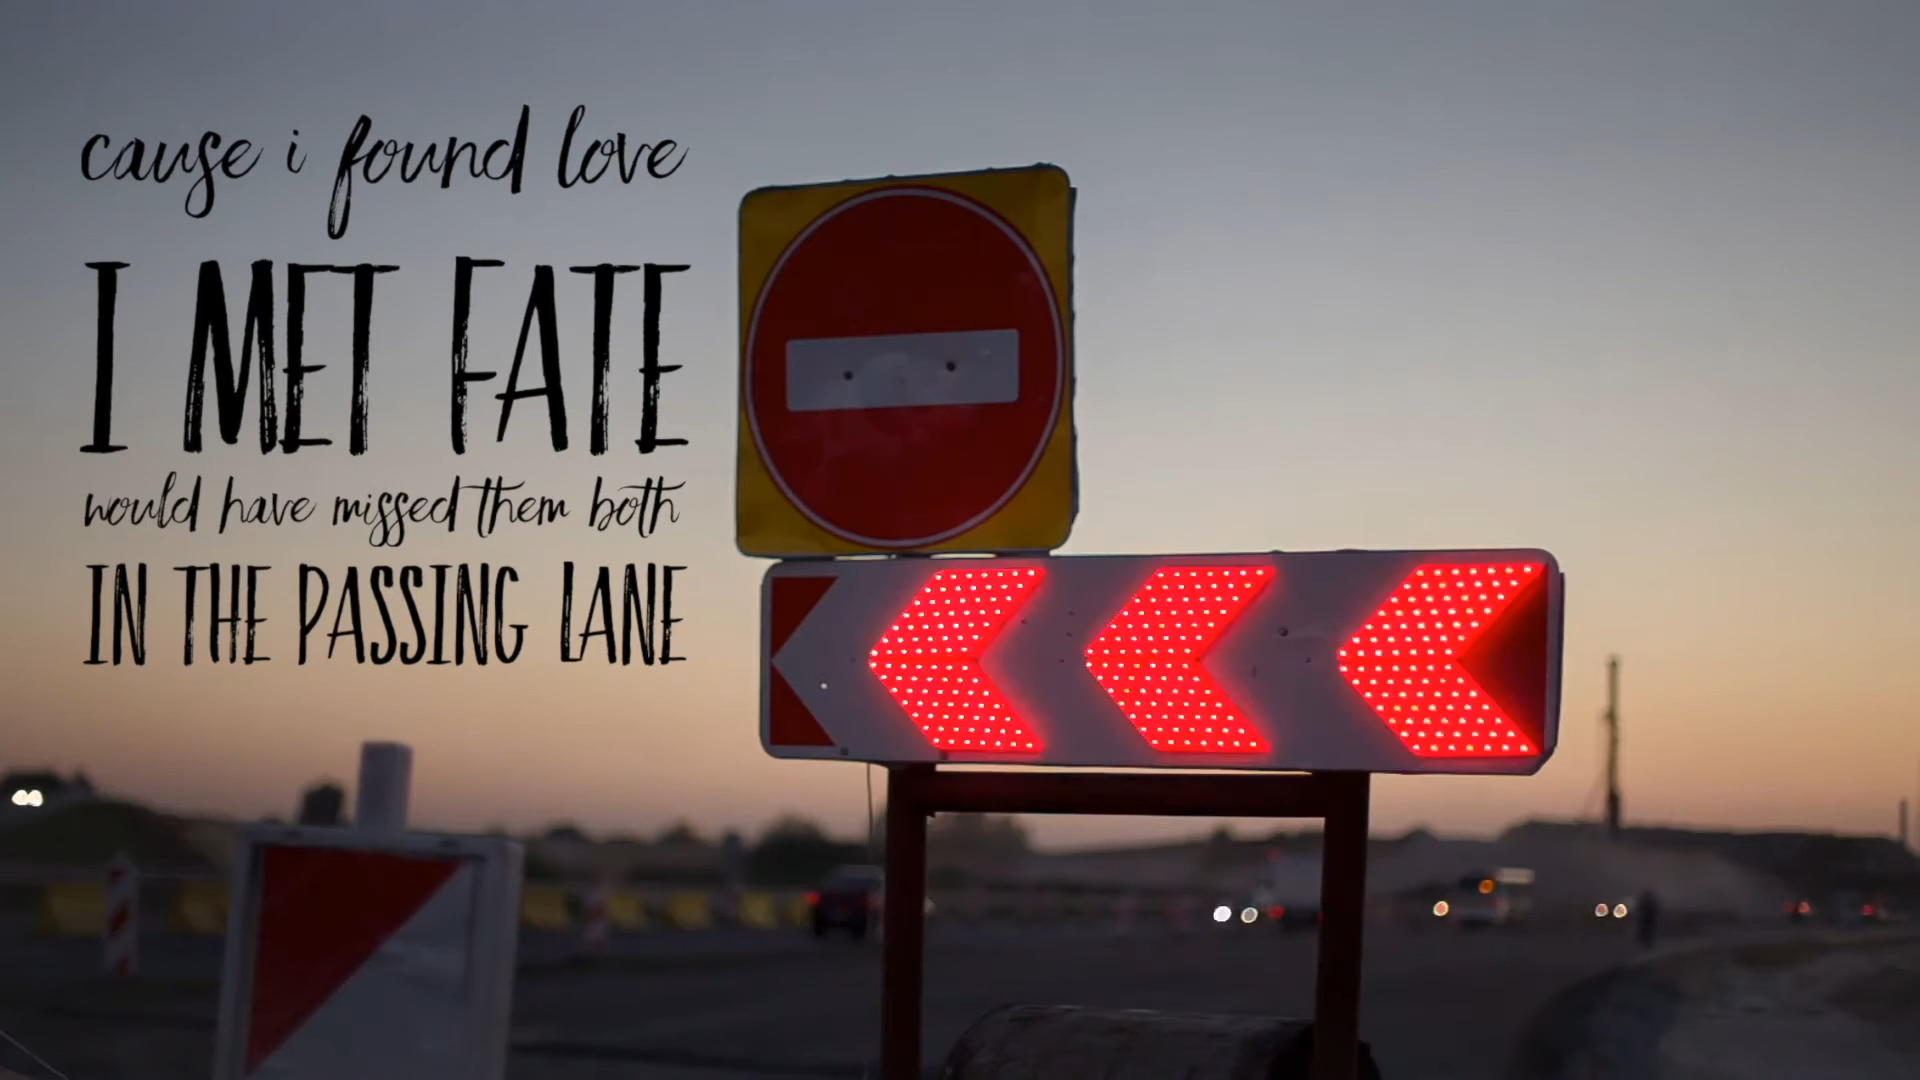 cause i found love
I MET FATE
would have missed them both
IN THE PASSING LANE